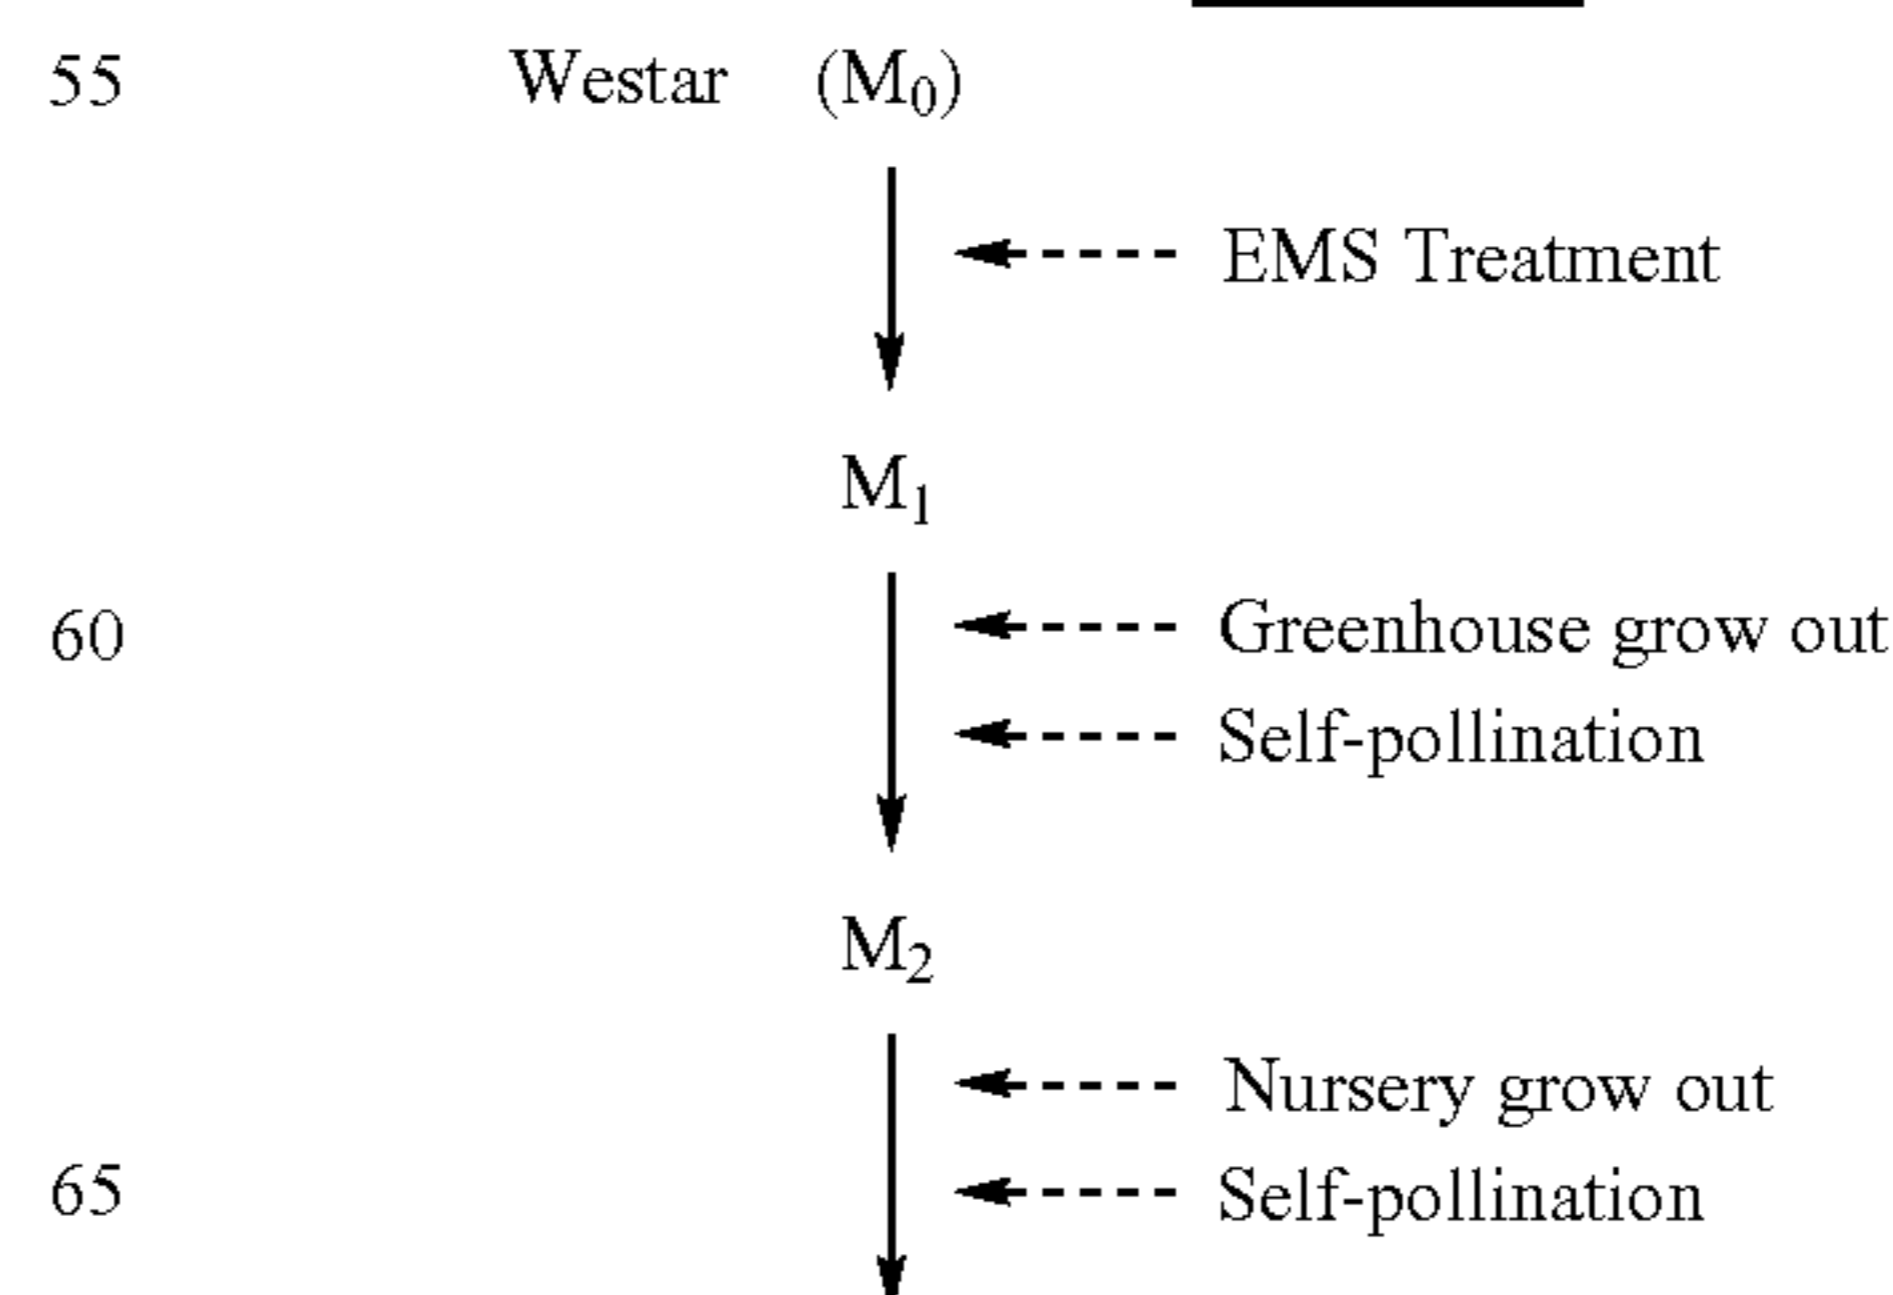 55 Westar (M₀)
EMS Treatment
M₁
60 Greenhouse grow out
Self-pollination
M₂
Nursery grow out
65 Self-pollination